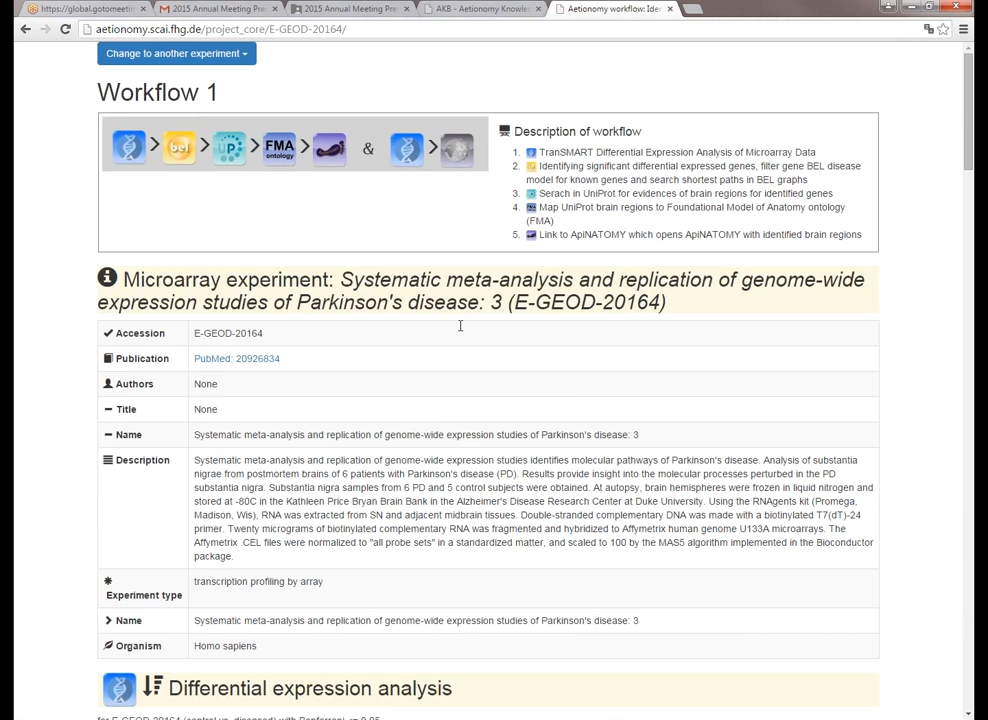 https://global.gotomeetin
2015 Annual Meeting Pre
2015 Annual Meeting Pre
AKB - Aetionomy Knowle
Aetionomy workflow: Ide
aetionomy.scai.fhg.de/project_core/E-GEOD-20164/
Change to another experiment
Workflow 1
bel
UP
FMA
ontology
&
Description of workflow
1. TranSMART Differential Expression Analysis of Microarray Data
2. Identifying significant differential expressed genes, filter gene BEL disease
model for known genes and search shortest paths in BEL graphs
3. Serach in UniProt for evidences of brain regions for identified genes
4. Map UniProt brain regions to Foundational Model of Anatomy ontology
(FMA)
5. Link to ApiNATOMY which opens ApiNATOMY with identified brain regions
Microarray experiment: Systematic meta-analysis and replication of genome-wide
expression studies of Parkinson's disease: 3 (E-GEOD-20164)
Accession E-GEOD-20164
Publication PubMed: 20926834
Authors None
Title None
Name Systematic meta-analysis and replication of genome-wide expression studies of Parkinson's disease: 3
Description Systematic meta-analysis and replication of genome-wide expression studies identifies molecular pathways of Parkinson's disease. Analysis of substantia
nigrae from postmortem brains of 6 patients with Parkinson's disease (PD). Results provide insight into the molecular processes perturbed in the PD
substantia nigra. Substantia nigra samples from 6 PD and 5 control subjects were obtained. At autopsy, brain hemispheres were frozen in liquid nitrogen and
stored at -80C in the Kathleen Price Bryan Brain Bank in the Alzheimer's Disease Research Center at Duke University. Using the RNAgents kit (Promega,
Madison, Wis), RNA was extracted from SN and adjacent midbrain tissues. Double-stranded complementary DNA was made with a biotinylated T7(dT)-24
primer. Twenty micrograms of biotinylated complementary RNA was fragmented and hybridized to Affymetrix human genome U133A microarrays. The
Affymetrix .CEL files were normalized to "all probe sets" in a standardized matter, and scaled to 100 by the MAS5 algorithm implemented in the Bioconductor
package.
Experiment type transcription profiling by array
Name Systematic meta-analysis and replication of genome-wide expression studies of Parkinson's disease: 3
Organism Homo sapiens
Differential expression analysis
for E-GEOD-20164 (control vs. diseased) with Bonferroni <= 0.05